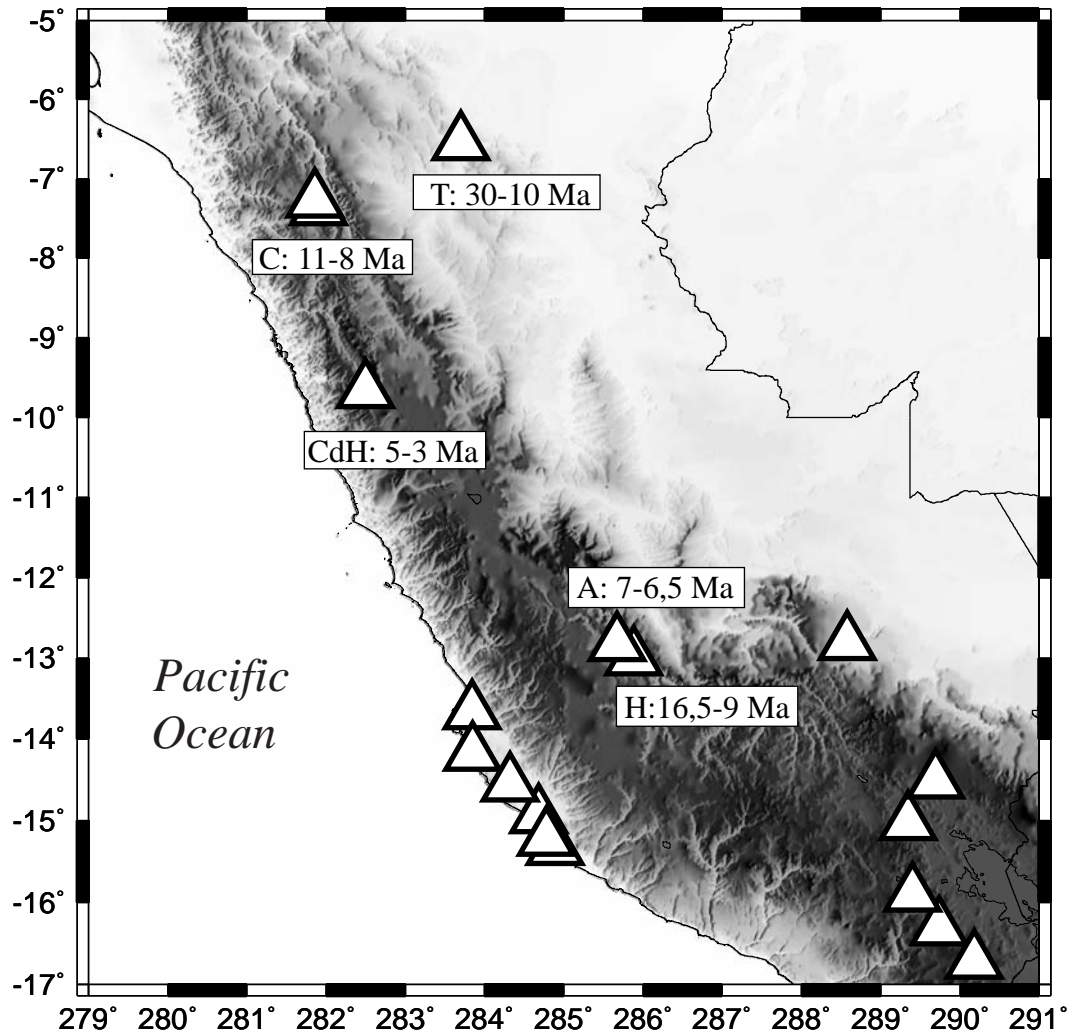 -5°
-6°
-7°
-8°
-9°
-10°
-11°
-12°
-13°
-14°
-15°
-16°
-17°
T: 30-10 Ma
C: 11-8 Ma
CdH: 5-3 Ma
A: 7-6,5 Ma
H:16,5-9 Ma
Pacific
Ocean
279° 280° 281° 282° 283° 284° 285° 286° 287° 288° 289° 290° 291°